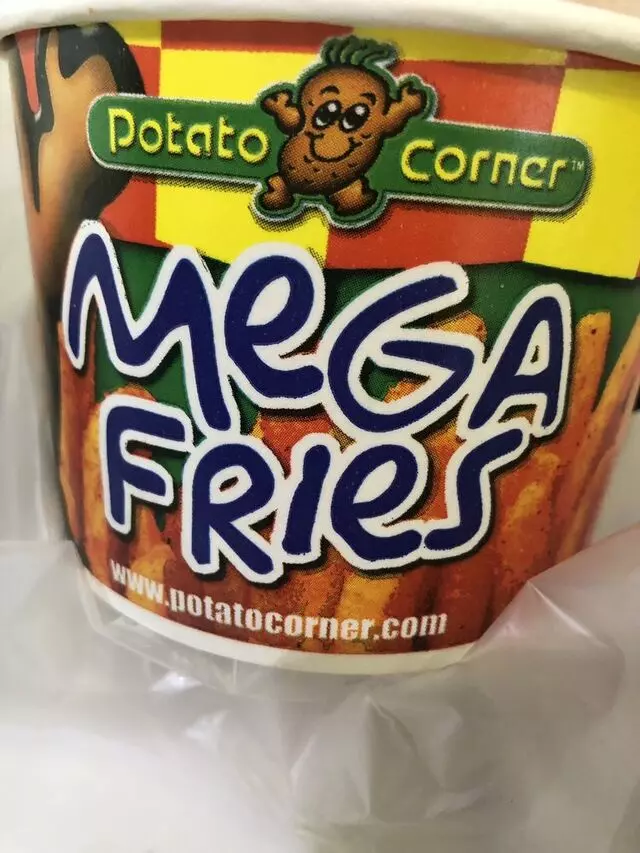 Potato Corner™
MeGA
FRIeS
www.potatocorner.com